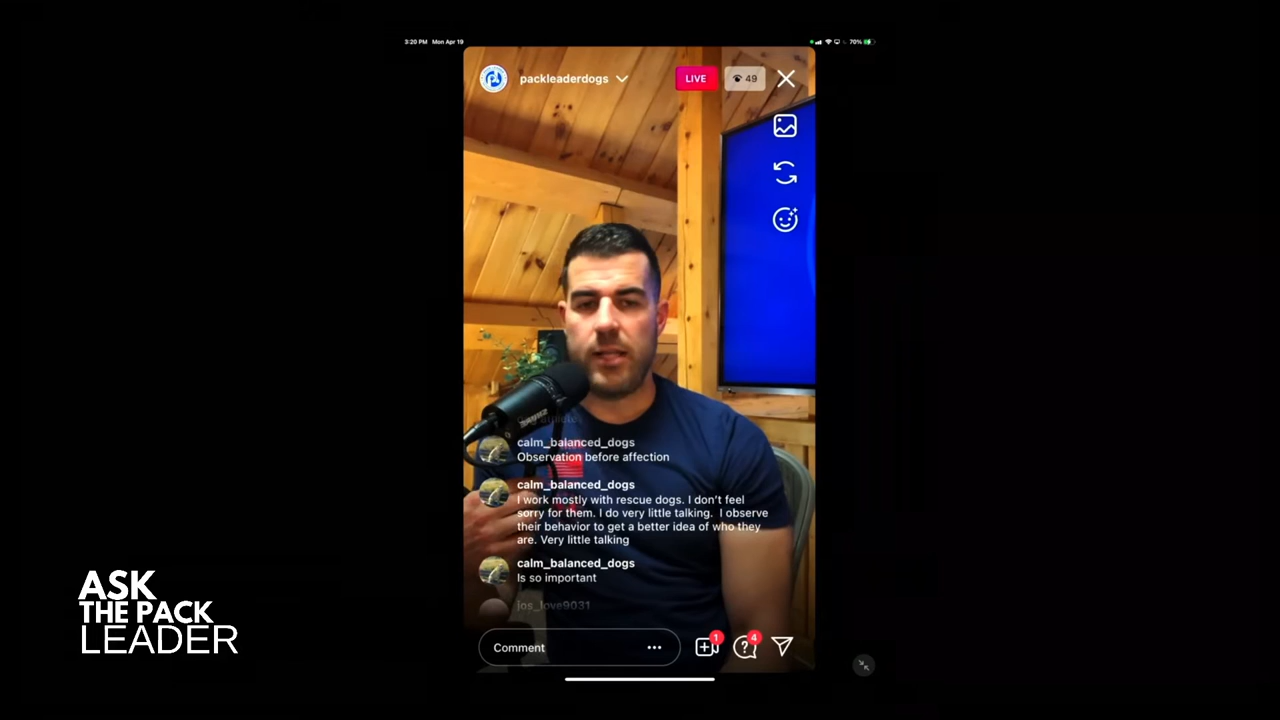 3:20 PM Mon Apr 19
70%
packleaderdogs
LIVE
49
calm_balanced_dogs
Observation before affection
calm_balanced_dogs
I work mostly with rescue dogs. I don't feel
sorry for them. I do very little talking. I observe
their behavior to get a better idea of who they
are. Very little talking
calm_balanced_dogs
Is so important
jos_love9031
Comment
1
4
ASK
THE PACK
LEADER